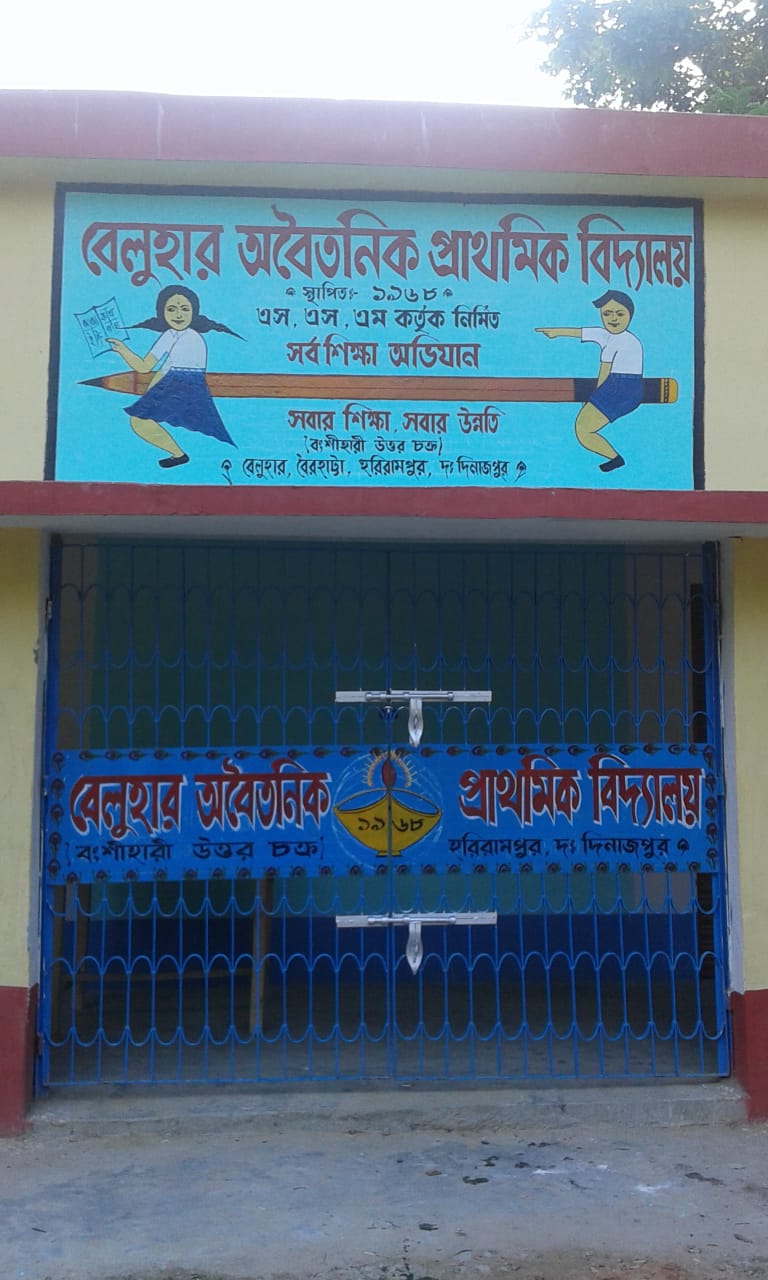 বেলুহার অবৈতনিক প্রাথমিক বিদ্যালয়
স্থাপিতঃ- ১৯৬৮
এস. এস. এম কর্তৃক নির্মিত
সর্ব শিক্ষা অভিযান
সবার শিক্ষা, সবার উন্নতি
(বংশীহারী উত্তর চক্র)
বেলুহার, বৈরহাট্টা, হরিরামপুর, দঃ দিনাজপুর
বেলুহার অবৈতনিক প্রাথমিক বিদ্যালয়
১৯৬৮
(বংশীহারী উত্তর চক্র) হরিরামপুর, দঃ দিনাজপুর